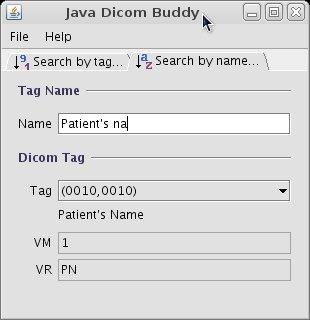 Java Dicom Buddy
File Help
Search by tag... Search by name...
Tag Name
Name Patient's na
Dicom Tag
Tag (0010,0010)
Patient's Name
VM 1
VR PN